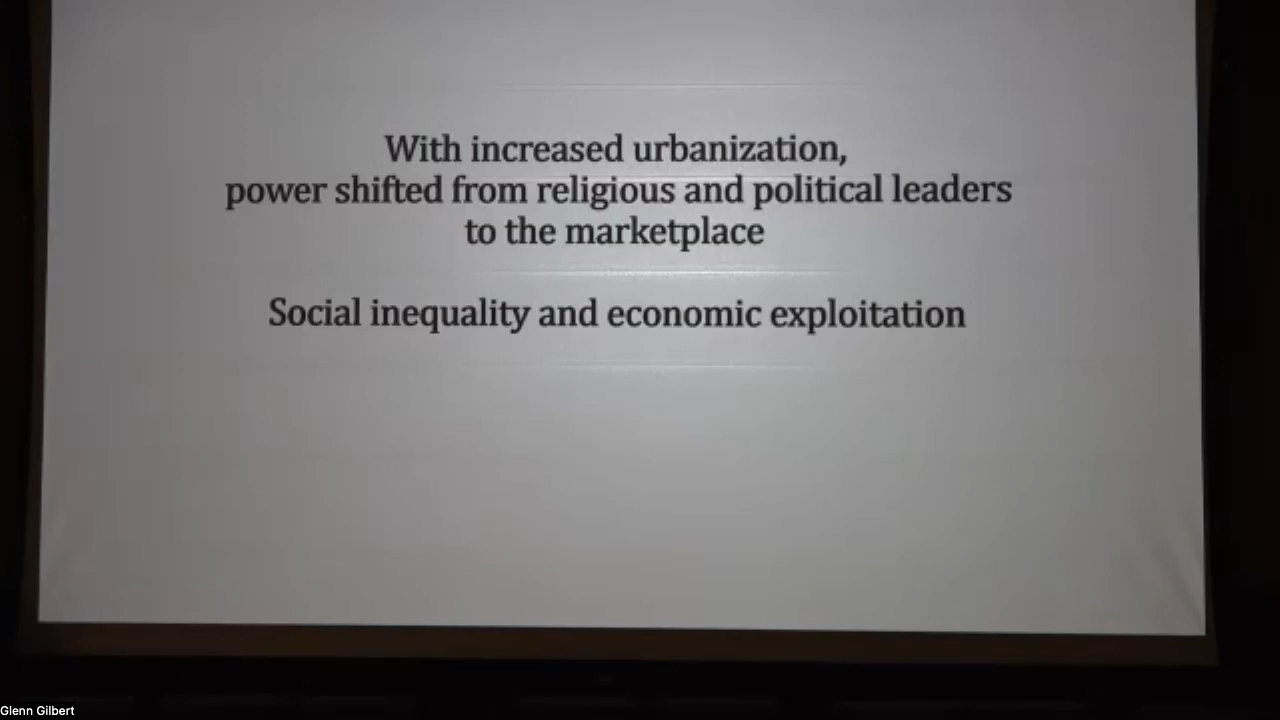 With increased urbanization,
power shifted from religious and political leaders
to the marketplace
Social inequality and economic exploitation
Glenn Gilbert